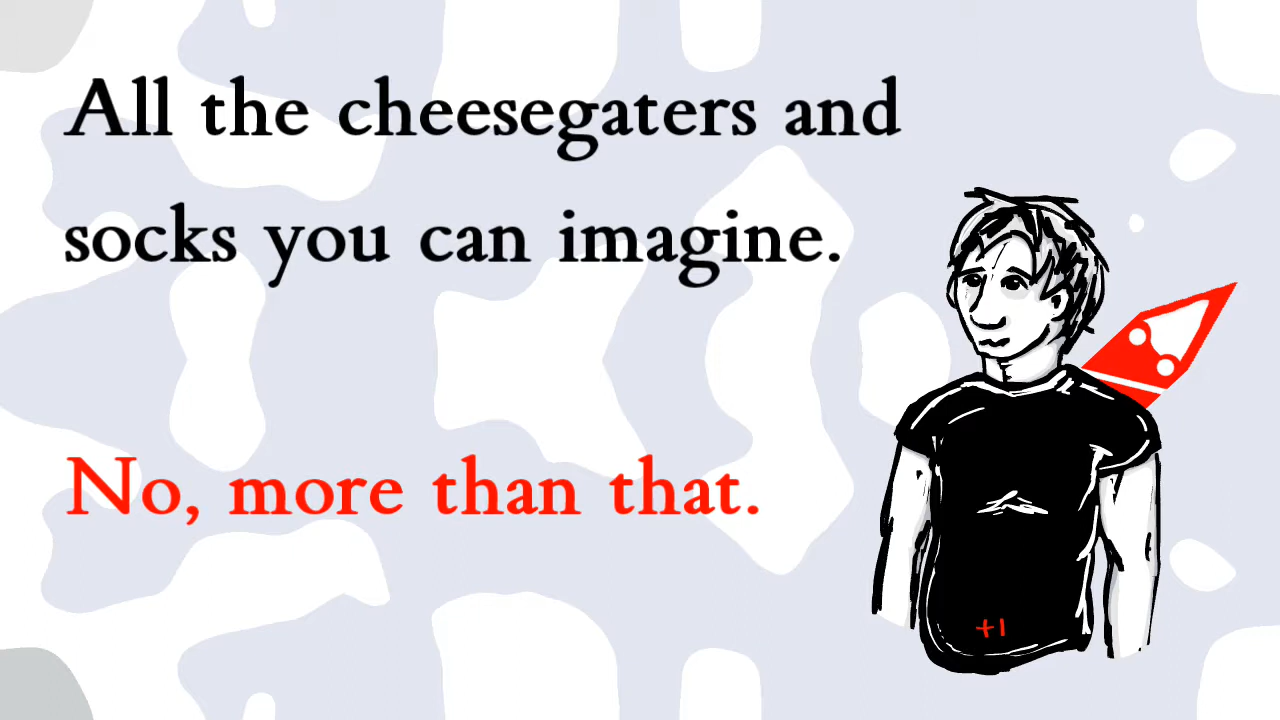 All the cheesegaters and
socks you can imagine.
No, more than that.
+1